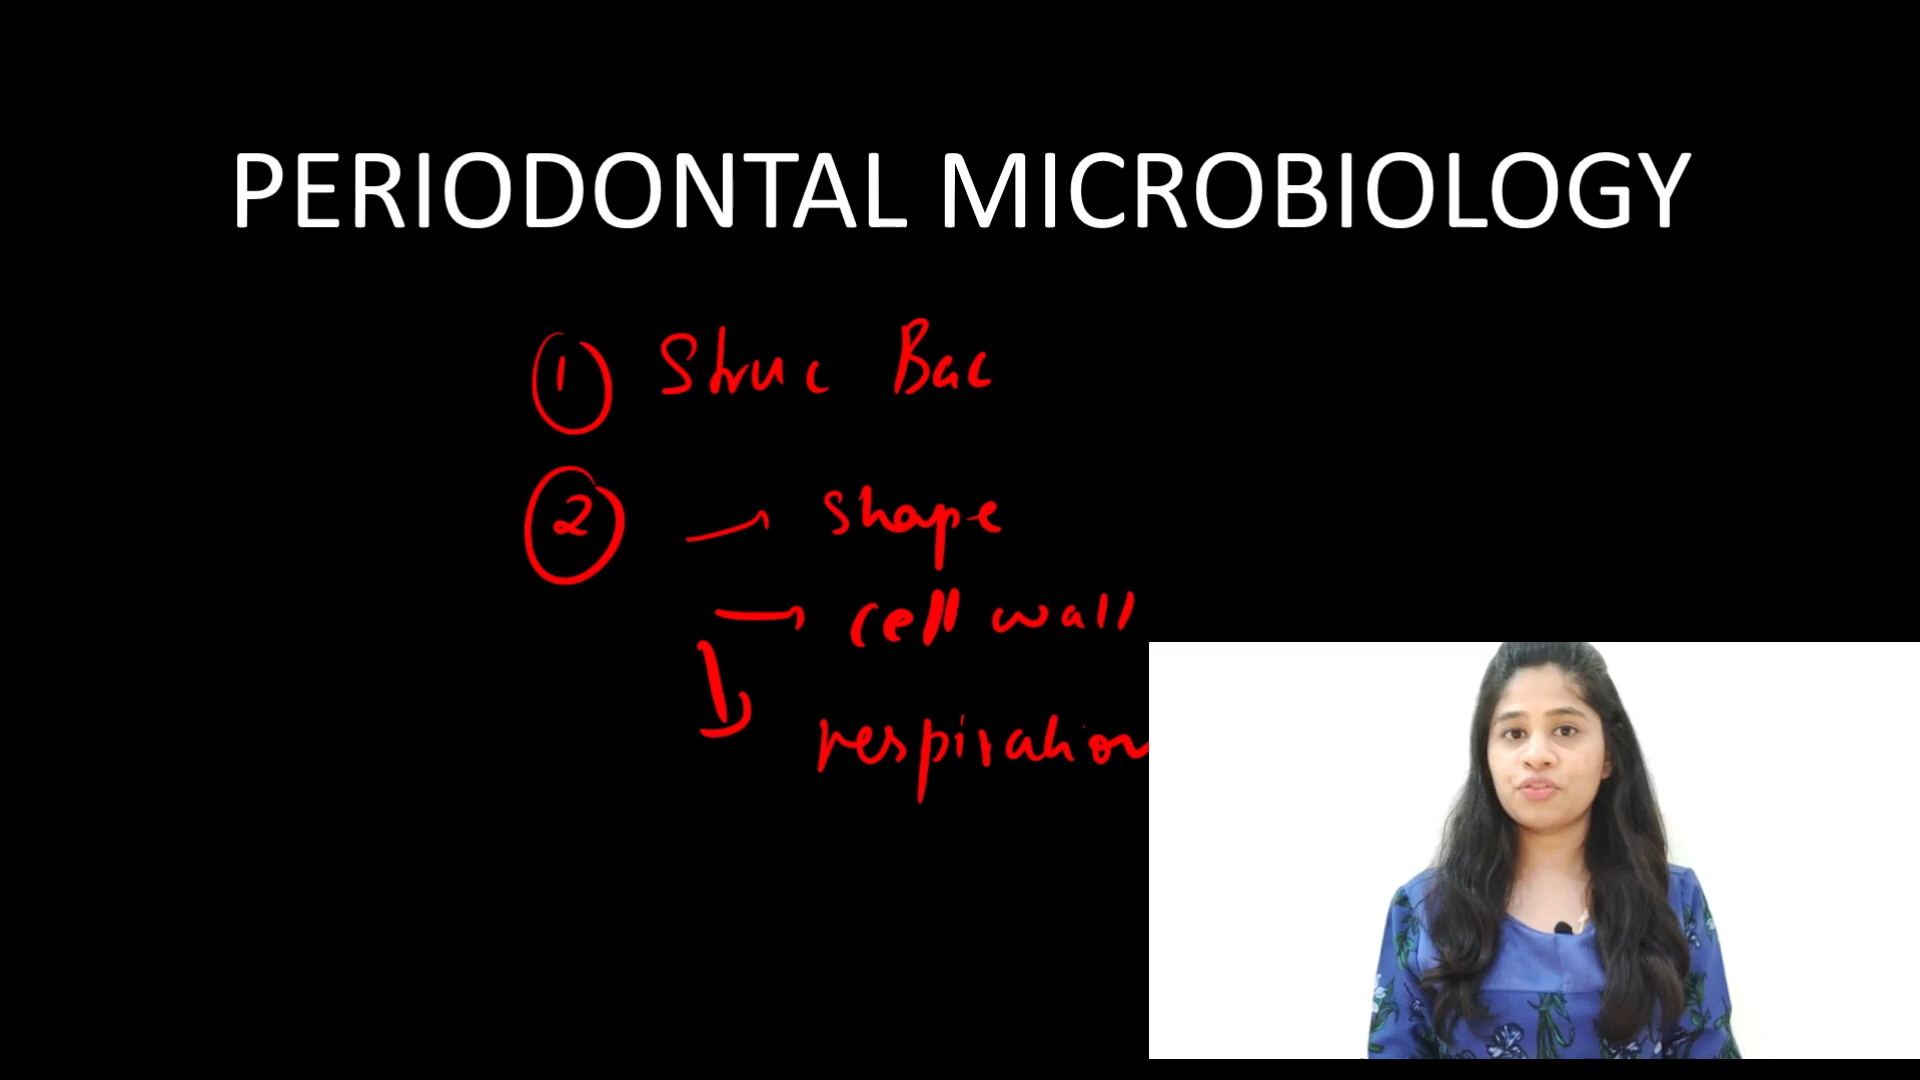 PERIODONTAL MICROBIOLOGY
1 Struc Bac
2 → shape
→ cell wall
respiration